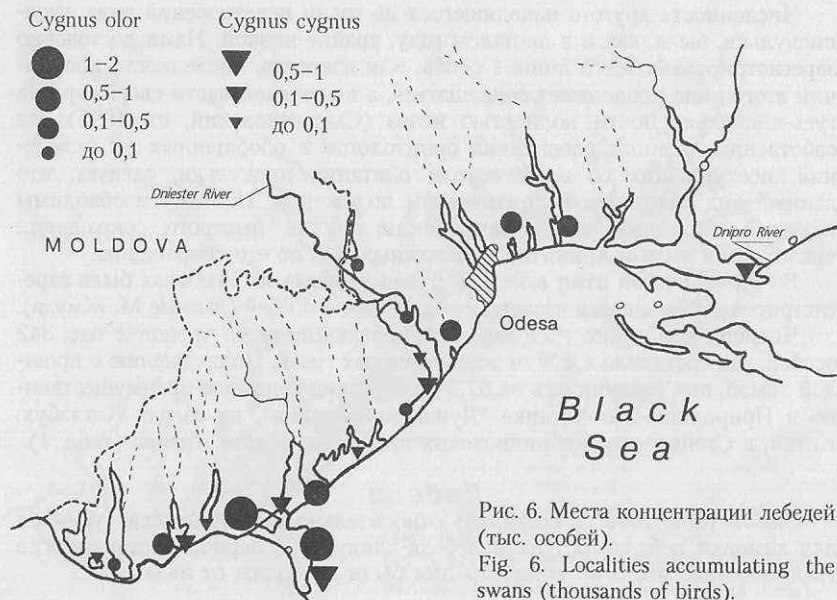 Cygnus olor
1-2
0,5-1
0,1-0,5
до 0,1
Cygnus cygnus
0,5-1
0,1-0,5
до 0,1
Dniester River
MOLDOVA
Dnipro River
Odesa
Black
Sea
Рис. 6. Места концентрации лебедей
(тыс. особей).
Fig. 6. Localities accumulating the
swans (thousands of birds).